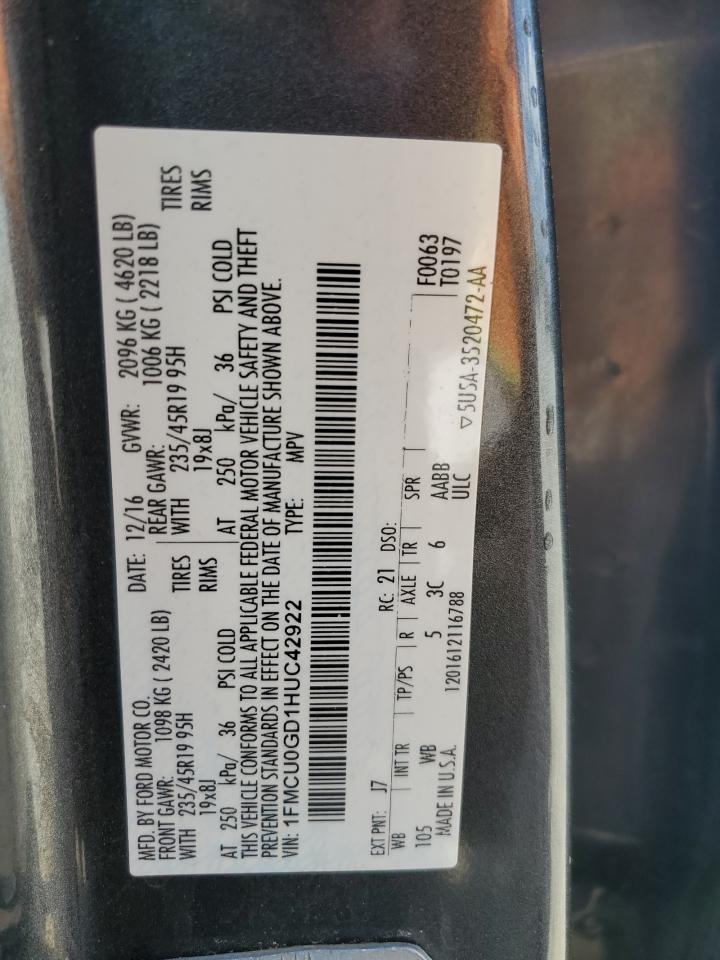 MFD. BY FORD MOTOR CO. DATE: 12/16 GVWR: 2096 KG ( 4620 LB)
FRONT GAWR: 1098 KG ( 2420 LB) REAR GAWR: 1006 KG ( 2218 LB)
WITH 235/45R19 95H TIRES WITH 235/45R19 95H TIRES
19x8J RIMS 19x8J RIMS
AT 250 kPa/ 36 PSI COLD AT 250 kPa/ 36 PSI COLD
THIS VEHICLE CONFORMS TO ALL APPLICABLE FEDERAL MOTOR VEHICLE SAFETY AND THEFT
PREVENTION STANDARDS IN EFFECT ON THE DATE OF MANUFACTURE SHOWN ABOVE.
VIN: 1FMCU0GD1HUC42922 TYPE: MPV
EXT PNT: J7 RC: 21 DSO: F0063
WB INT TR TP/PS R AXLE TR SPR T0197
105 WB 5 3C 6 AABB
MADE IN U.S.A. 1201612116788 ULC
▽5USA-3520472-AA